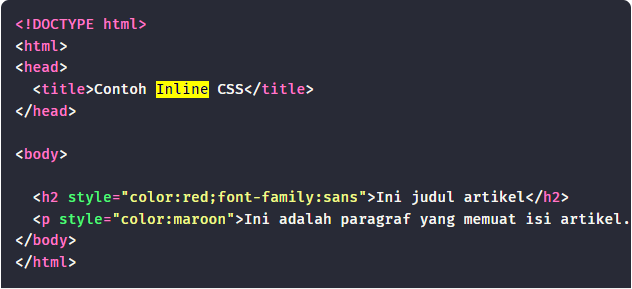 <!DOCTYPE html>
<html>
<head>
  <title>Contoh Inline CSS</title>
</head>

<body>

  <h2 style="color:red;font-family:sans">Ini judul artikel</h2>
  <p style="color:maroon">Ini adalah paragraf yang memuat isi artikel.
</body>
</html>